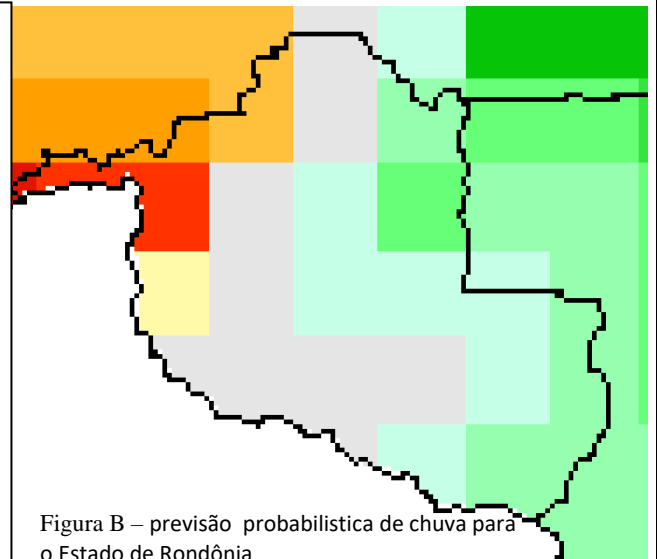 Figura B – previsão probabilistica de chuva para
o Estado de Rondônia